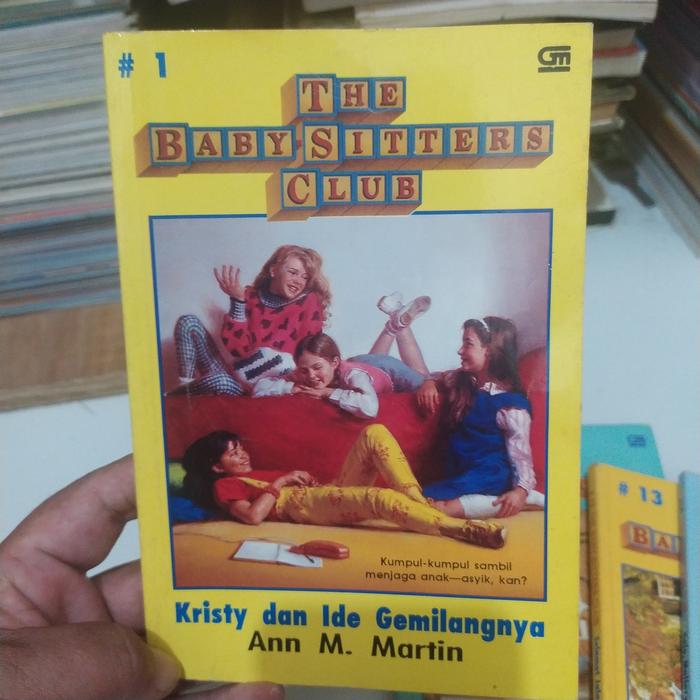 # 1
GM
THE
BABY-SITTERS
CLUB
Kumpul-kumpul sambil
menjaga anak—asyik, kan?
Kristy dan Ide Gemilangnya
Ann M. Martin
# 13
BA